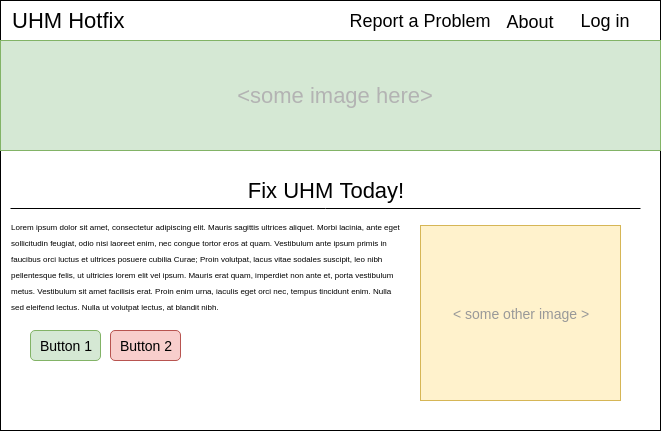 UHM Hotfix
Report a Problem
About
Log in
<some image here>
Fix UHM Today!
Lorem ipsum dolor sit amet, consectetur adipiscing elit. Mauris sagittis ultrices aliquet. Morbi lacinia, ante eget
sollicitudin feugiat, odio nisi laoreet enim, nec congue tortor eros at quam. Vestibulum ante ipsum primis in
faucibus orci luctus et ultrices posuere cubilia Curae; Proin volutpat, lacus vitae sodales suscipit, leo nibh
pellentesque felis, ut ultricies lorem elit vel ipsum. Mauris erat quam, imperdiet non ante et, porta vestibulum
metus. Vestibulum sit amet facilisis erat. Proin enim urna, iaculis eget orci nec, tempus tincidunt enim. Nulla
sed eleifend lectus. Nulla ut volutpat lectus, at blandit nibh.
< some other image >
Button 1
Button 2